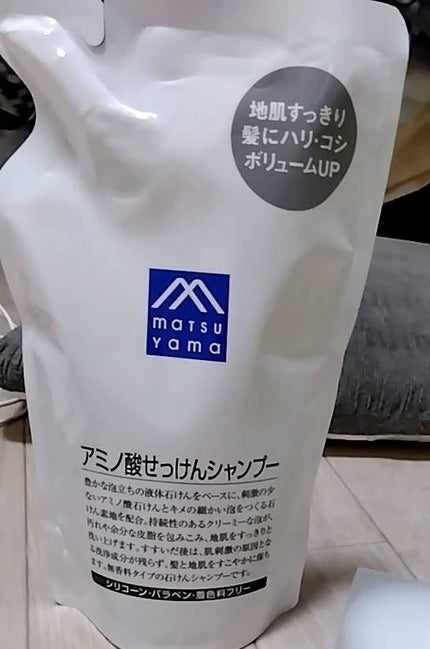 地肌すっきり
髪にハリ・コシ
ボリュームUP
matsu
yama
アミノ酸せっけんシャンプー
豊かな泡立ちの液体石けんをベースに、刺激の少
ないアミノ酸石けんとキメの細かい泡をつくる石
けん素地を配合。持続性のあるクリーミーな泡が、
汚れや余分な皮脂を包みこみ、地肌をすっきりと
洗い上げます。すすいだ後は、肌刺激の原因とな
る洗浄成分が残らず、髪と地肌をすこやかに保ち
ます。無香料タイプの石けんシャンプーです。
シリコーン・パラベン・着色料フリー